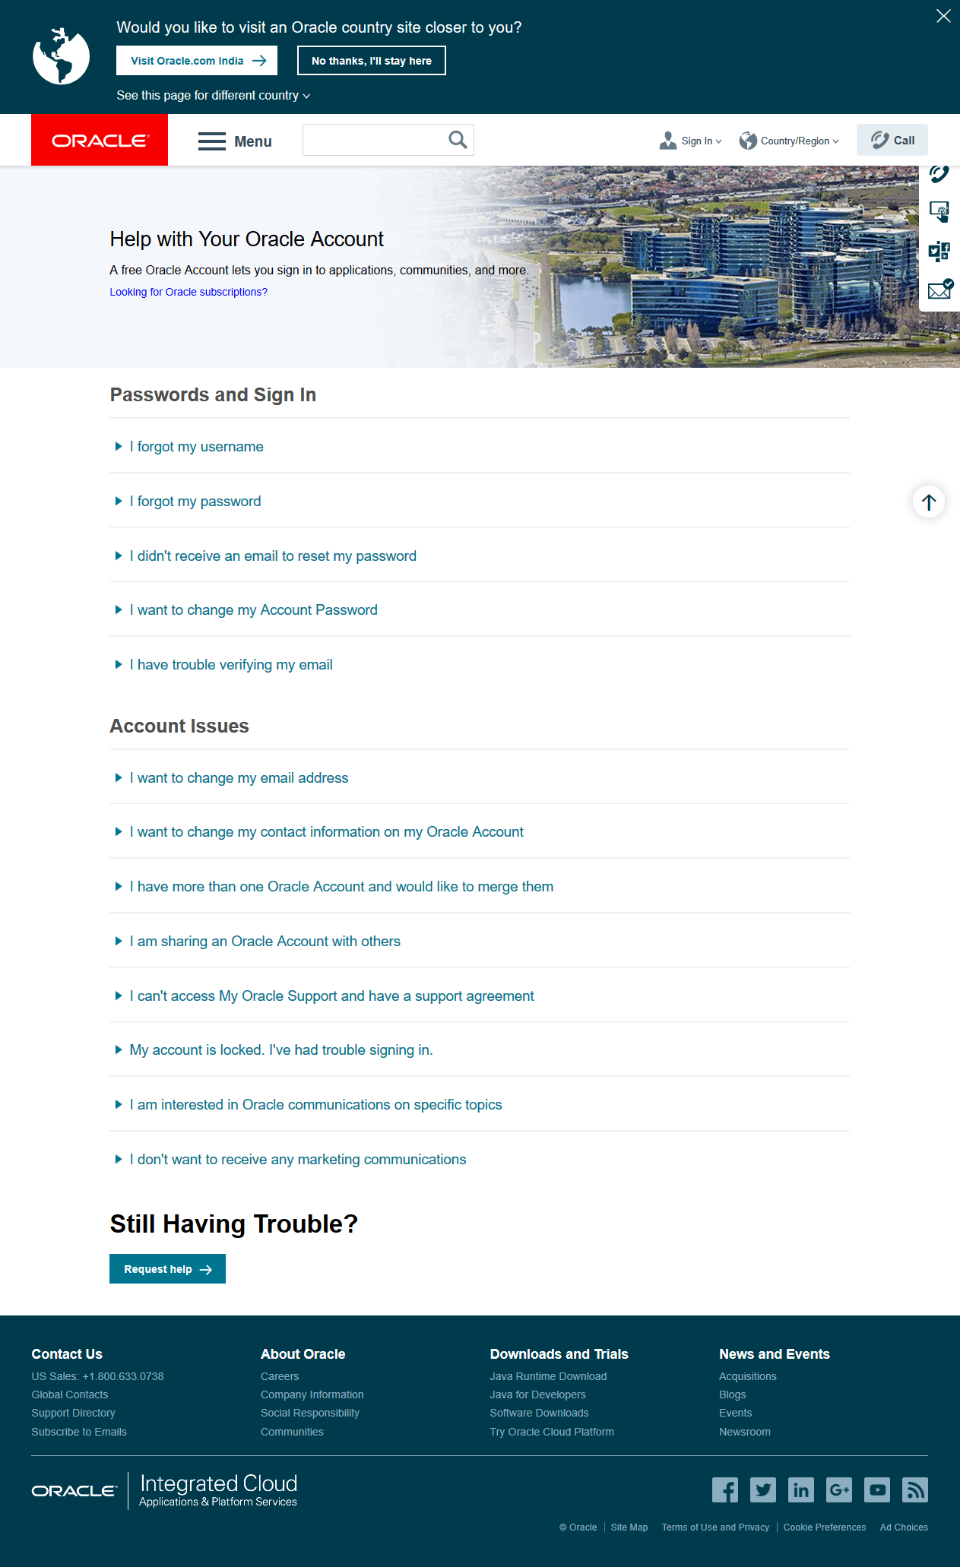 Would you like to visit an Oracle country site closer to you?
Visit Oracle.com India
No thanks, I'll stay here
See this page for different country
ORACLE
Menu
Sign In
Country/Region
Call
Help with Your Oracle Account
A free Oracle Account lets you sign in to applications, communities, and more.
Looking for Oracle subscriptions?
Passwords and Sign In
I forgot my username
I forgot my password
I didn't receive an email to reset my password
I want to change my Account Password
I have trouble verifying my email
Account Issues
I want to change my email address
I want to change my contact information on my Oracle Account
I have more than one Oracle Account and would like to merge them
I am sharing an Oracle Account with others
I can't access My Oracle Support and have a support agreement
My account is locked. I've had trouble signing in.
I am interested in Oracle communications on specific topics
I don't want to receive any marketing communications
Still Having Trouble?
Request help
Contact Us
US Sales: +1.800.633.0738
Global Contacts
Support Directory
Subscribe to Emails
About Oracle
Careers
Company Information
Social Responsibility
Communities
Downloads and Trials
Java Runtime Download
Java for Developers
Software Downloads
Try Oracle Cloud Platform
News and Events
Acquisitions
Blogs
Events
Newsroom
ORACLE
Integrated Cloud
Applications & Platform Services
© Oracle
Site Map
Terms of Use and Privacy
Cookie Preferences
Ad Choices